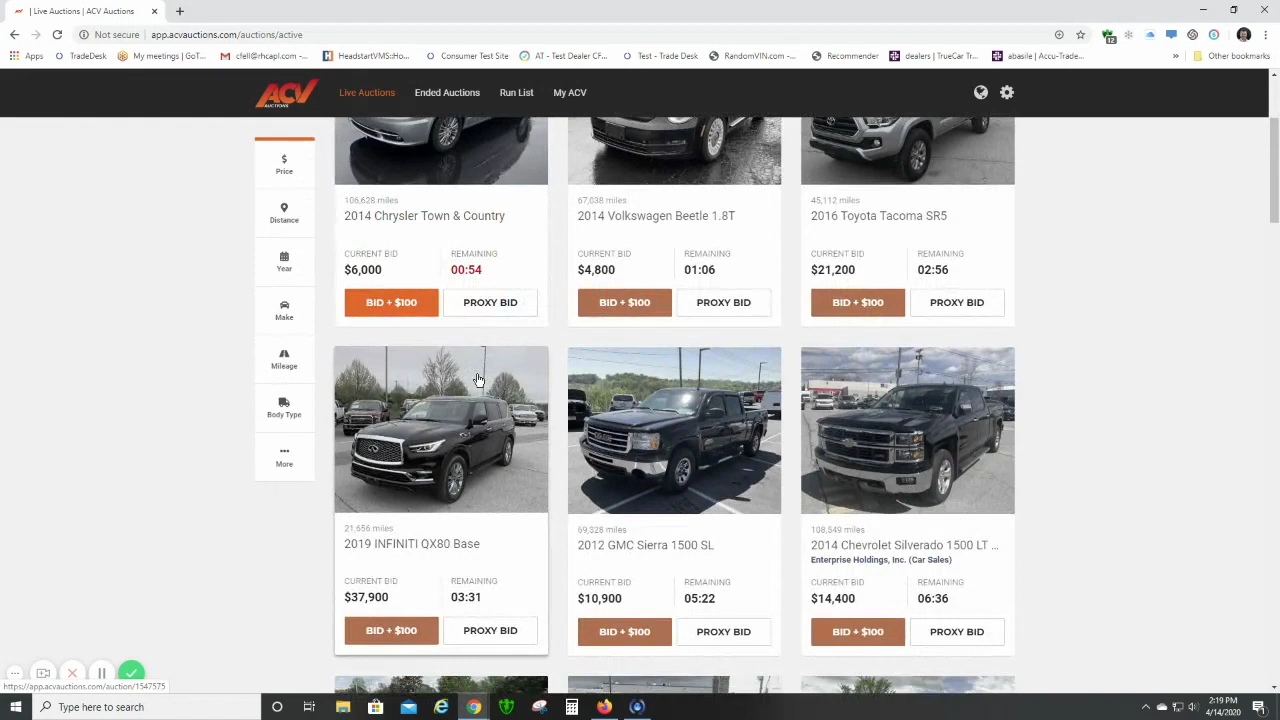 | Live Auctions
Not secure | app.acvauctions.com/auctions/active
Apps
TradeDesk
My meetings | GoT...
cfell@rhcapl.com -...
HeadstartVMS::Ho...
Consumer Test Site
AT - Test Dealer CF...
Test - Trade Desk
RandomVIN.com -...
Recommender
dealers | TrueCar Tr...
abasile | Accu-Trade...
»
Other bookmarks
ACV
AUCTIONS
Live Auctions
Ended Auctions
Run List
My ACV
Price
Distance
Year
Make
Mileage
Body Type
More
106,628 miles
2014 Chrysler Town & Country
CURRENT BID
REMAINING
$6,000
00:54
BID + $100
PROXY BID
67,038 miles
2014 Volkswagen Beetle 1.8T
CURRENT BID
REMAINING
$4,800
01:06
BID + $100
PROXY BID
45,112 miles
2016 Toyota Tacoma SR5
CURRENT BID
REMAINING
$21,200
02:56
BID + $100
PROXY BID
21,656 miles
2019 INFINITI QX80 Base
CURRENT BID
REMAINING
$37,900
03:31
BID + $100
PROXY BID
69,328 miles
2012 GMC Sierra 1500 SL
CURRENT BID
REMAINING
$10,900
05:22
BID + $100
PROXY BID
108,549 miles
2014 Chevrolet Silverado 1500 LT ...
Enterprise Holdings, Inc. (Car Sales)
CURRENT BID
REMAINING
$14,400
06:36
BID + $100
PROXY BID
https://app.acvauctions.com/auction/1547575
Type here to search
2:19 PM
4/14/2020